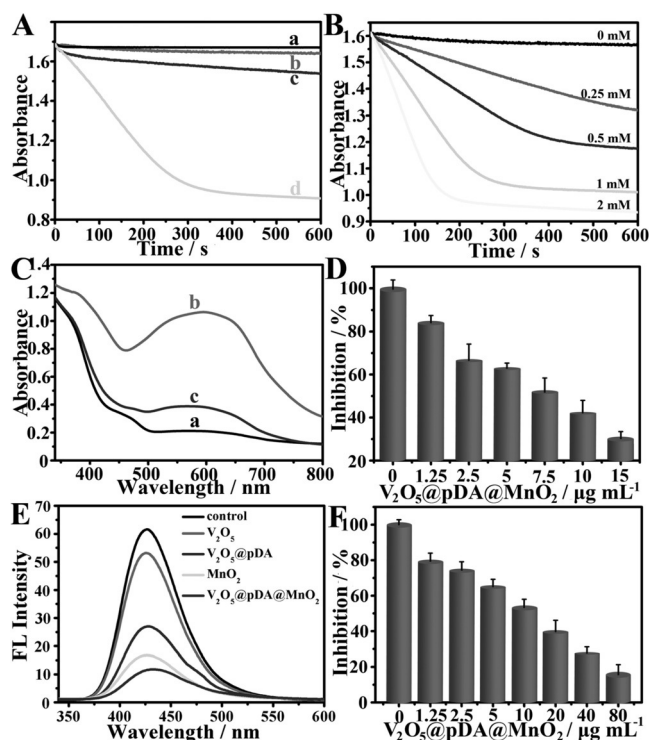 A
Absorbance
1.8
1.6
1.4
1.2
1.0
0.8
a
b
c
d
0 100 200 300 400 500 600
Time / s
B
Absorbance
1.6
1.5
1.4
1.3
1.2
1.1
1.0
0.9
0 mM
0.25 mM
0.5 mM
1 mM
2 mM
0 100 200 300 400 500 600
Time / s
C
Absorbance
1.4
1.2
1.0
0.8
0.6
0.4
0.2
0
b
c
a
400 500 600 700 800
Wavelength / nm
D
Inhibition / %
100
80
60
40
20
0 1.25 2.5 5 7.5 10 15
V₂O₅@pDA@MnO₂ / µg mL⁻¹
E
FL Intensity
70
60
50
40
30
20
10
0
control
V₂O₅
V₂O₅@pDA
MnO₂
V₂O₅@pDA@MnO₂
350 400 450 500 550 600
Wavelength / nm
F
Inhibition / %
100
80
60
40
20
0
0 1.25 2.5 5 10 20 40 80
V₂O₅@pDA@MnO₂ / µg mL⁻¹